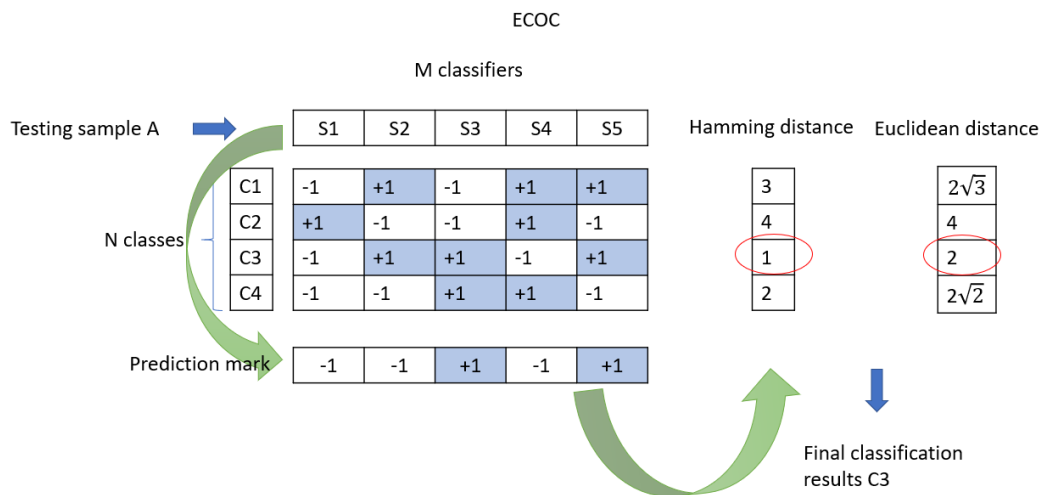 ECOC
M classifiers
Testing sample A
S1 S2 S3 S4 S5
Hamming distance
Euclidean distance
N classes
C1 -1 +1 -1 +1 +1 3 2√3
C2 +1 -1 -1 +1 -1 4 4
C3 -1 +1 +1 -1 +1 1 2
C4 -1 -1 +1 +1 -1 2 2√2
Prediction mark -1 -1 +1 -1 +1
Final classification
results C3